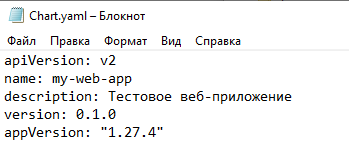 Chart.yaml – Блокнот
Файл Правка Формат Вид Справка
apiVersion: v2
name: my-web-app
description: Тестовое веб-приложение
version: 0.1.0
appVersion: "1.27.4"